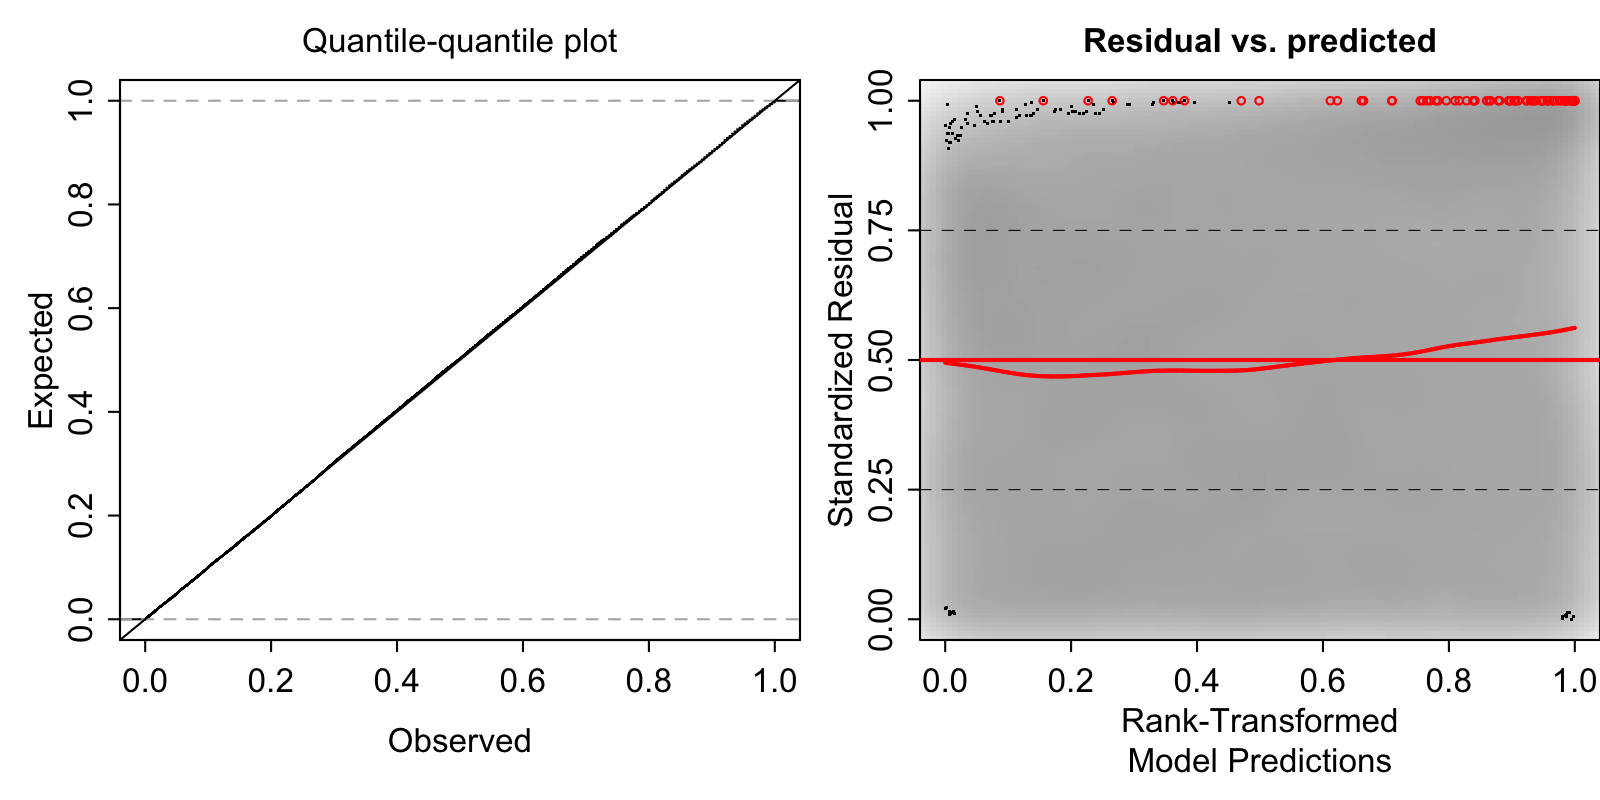 Quantile-quantile plot
Expected
0.0 0.2 0.4 0.6 0.8 1.0
0.0 0.2 0.4 0.6 0.8 1.0
Observed
Residual vs. predicted
Standardized Residual
0.00 0.25 0.50 0.75 1.00
0.0 0.2 0.4 0.6 0.8 1.0
Rank-Transformed
Model Predictions